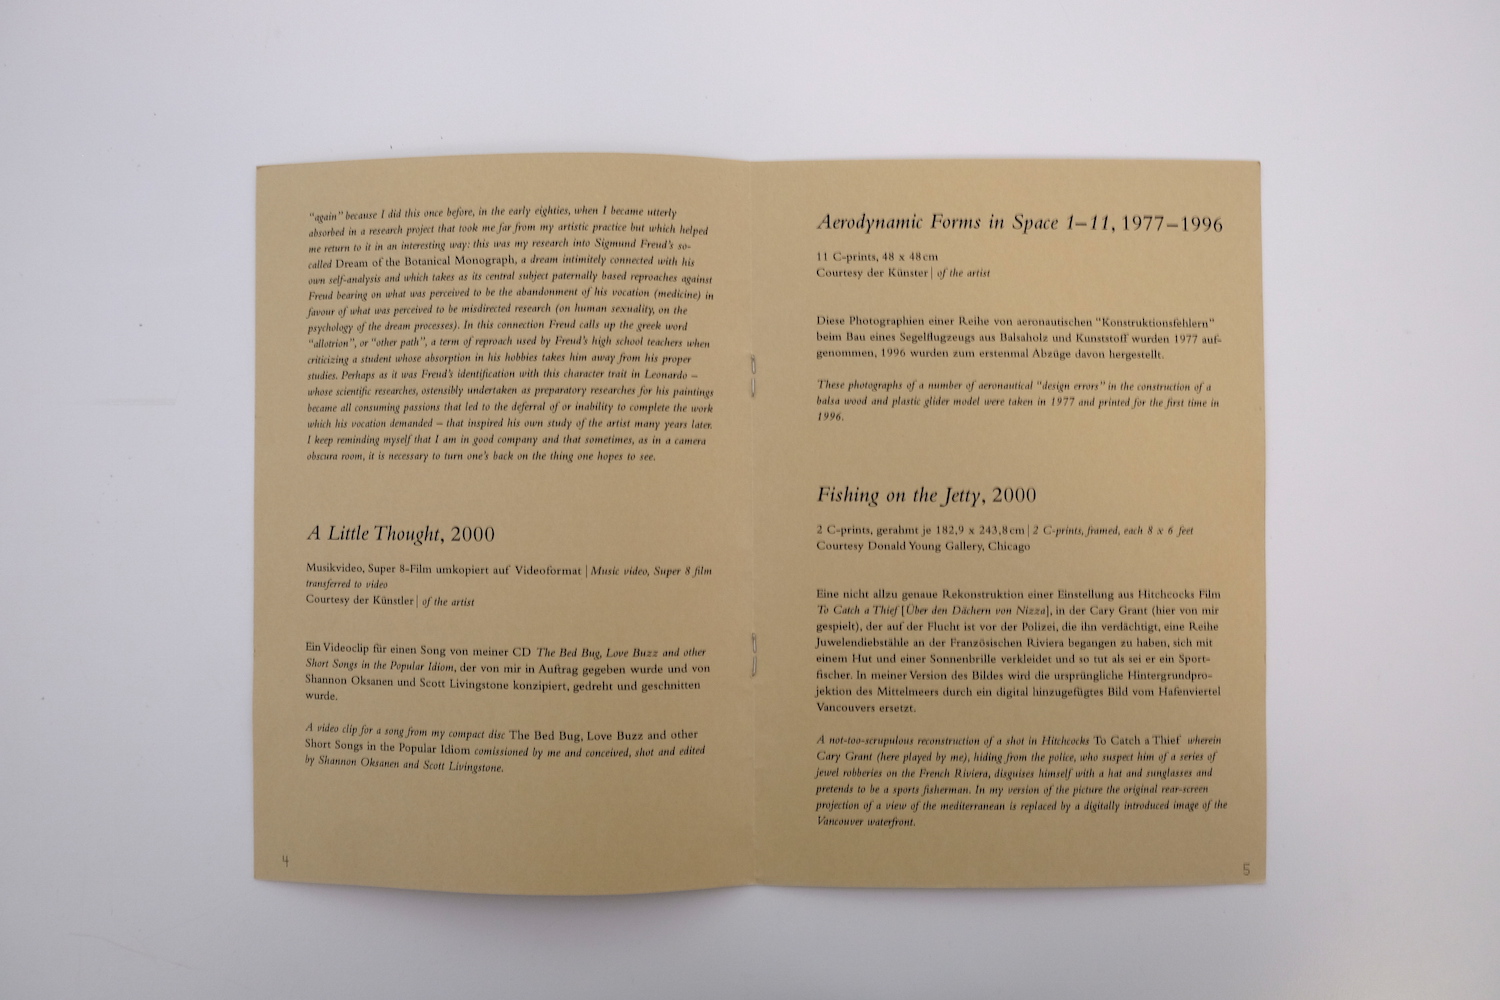 "again" because I did this once before, in the early eighties, when I became utterly
absorbed in a research project that took me far from my artistic practice but which helped
me return to it in an interesting way: this was my research into Sigmund Freud's so-
called Dream of the Botanical Monograph, a dream intimitely connected with his
own self-analysis and which takes as its central subject paternally based reproaches against
Freud bearing on what was perceived to be the abandonment of his vocation (medicine) in
favour of what was perceived to be misdirected research (on human sexuality, on the
psychology of the dream processes). In this connection Freud calls up the greek word
"allotrion", or "other path", a term of reproach used by Freud's high school teachers when
criticizing a student whose absorption in his hobbies takes him away from his proper
studies. Perhaps as it was Freud's identification with this character trait in Leonardo –
whose scientific researches, ostensibly undertaken as preparatory researches for his paintings
became all consuming passions that led to the deferral of or inability to complete the work
which his vocation demanded – that inspired his own study of the artist many years later.
I keep reminding myself that I am in good company and that sometimes, as in a camera
obscura room, it is necessary to turn one's back on the thing one hopes to see.
A Little Thought, 2000
Musikvideo, Super 8-Film umkopiert auf Videoformat | Music video, Super 8 film
transferred to video
Courtesy der Künstler | of the artist
Ein Videoclip für einen Song von meiner CD The Bed Bug, Love Buzz and other
Short Songs in the Popular Idiom, der von mir in Auftrag gegeben wurde und von
Shannon Oksanen und Scott Livingstone konzipiert, gedreht und geschnitten
wurde.
A video clip for a song from my compact disc The Bed Bug, Love Buzz and other
Short Songs in the Popular Idiom comissioned by me and conceived, shot and edited
by Shannon Oksanen and Scott Livingstone.
4
Aerodynamic Forms in Space 1–11, 1977–1996
11 C-prints, 48 x 48 cm
Courtesy der Künster | of the artist
Diese Photographien einer Reihe von aeronautischen "Konstruktionsfehlern"
beim Bau eines Segelflugzeugs aus Balsaholz und Kunststoff wurden 1977 auf-
genommen, 1996 wurden zum erstenmal Abzüge davon hergestellt.
These photographs of a number of aeronautical "design errors" in the construction of a
balsa wood and plastic glider model were taken in 1977 and printed for the first time in
1996.
Fishing on the Jetty, 2000
2 C-prints, gerahmt je 182,9 x 243,8 cm | 2 C-prints, framed, each 8 x 6 feet
Courtesy Donald Young Gallery, Chicago
Eine nicht allzu genaue Rekonstruktion einer Einstellung aus Hitchcocks Film
To Catch a Thief [Über den Dächern von Nizza], in der Cary Grant (hier von mir
gespielt), der auf der Flucht ist vor der Polizei, die ihn verdächtigt, eine Reihe
Juwelendiebstähle an der Französischen Riviera begangen zu haben, sich mit
einem Hut und einer Sonnenbrille verkleidet und so tut als sei er ein Sport-
fischer. In meiner Version des Bildes wird die ursprüngliche Hintergrundpro-
jektion des Mittelmeers durch ein digital hinzugefügtes Bild vom Hafenviertel
Vancouvers ersetzt.
A not-too-scrupulous reconstruction of a shot in Hitchcocks To Catch a Thief wherein
Cary Grant (here played by me), hiding from the police, who suspect him of a series of
jewel robberies on the French Riviera, disguises himself with a hat and sunglasses and
pretends to be a sports fisherman. In my version of the picture the original rear-screen
projection of a view of the mediterranean is replaced by a digitally introduced image of the
Vancouver waterfront.
5